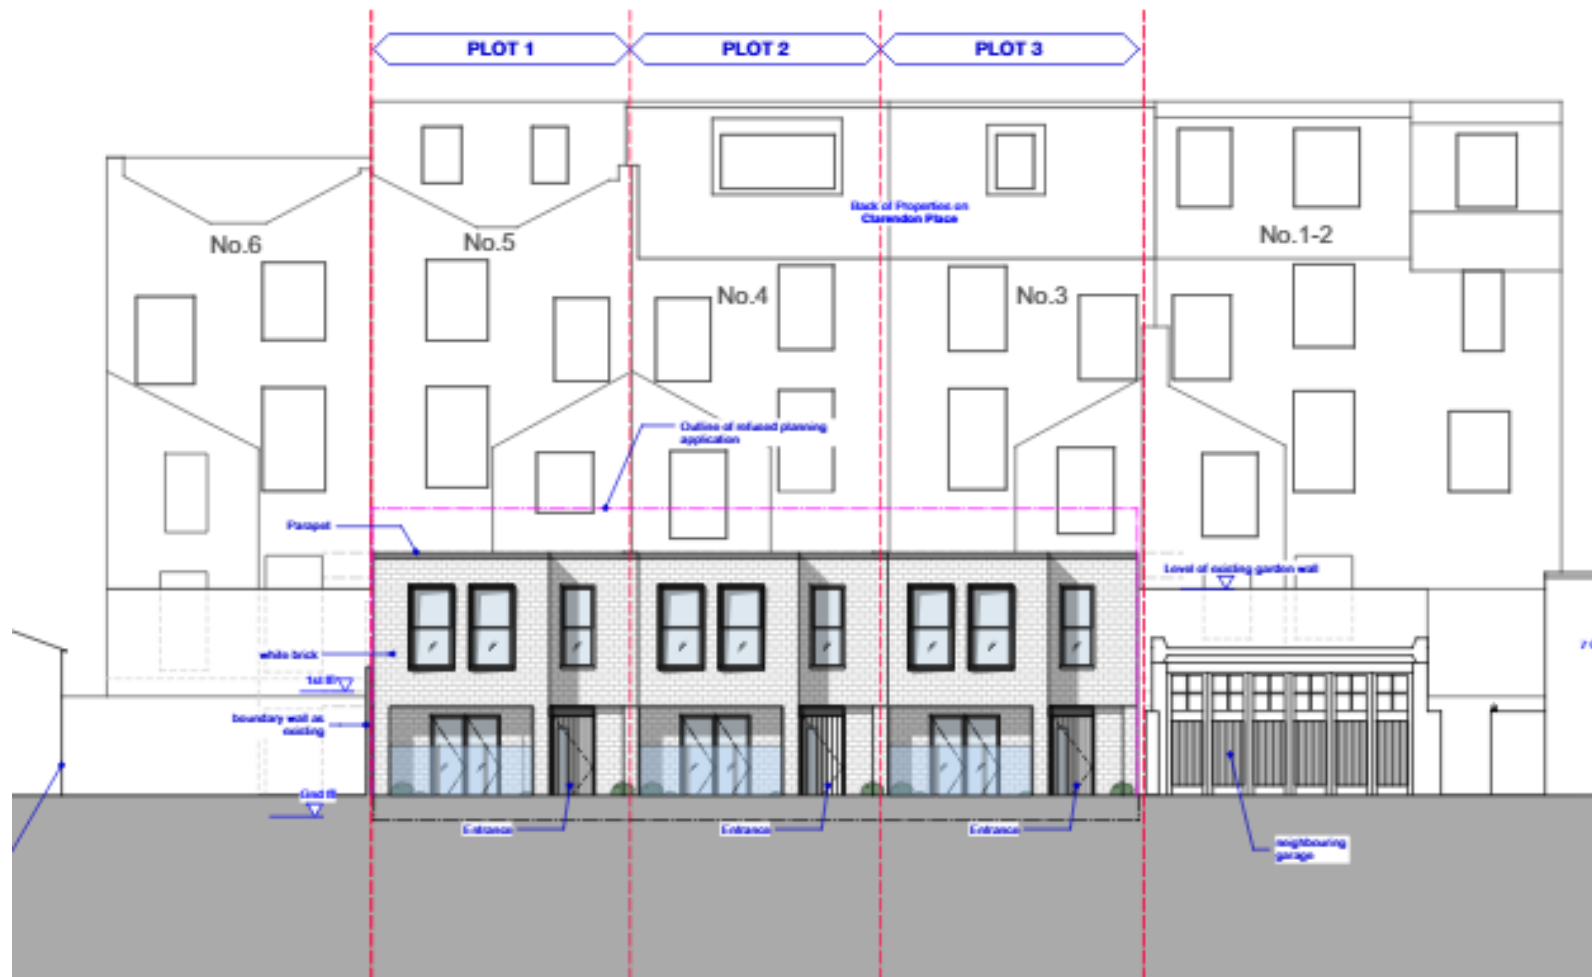 PLOT 1
PLOT 2
PLOT 3
Back of Properties on
Clarendon Place
No.6
No.5
No.4
No.3
No.1-2
Outline of refused planning
application
Parapet
Level of existing garden wall
white brick
1st fl
boundary wall as
existing
Gnd fl
Entrance
Entrance
Entrance
neighbouring
garage